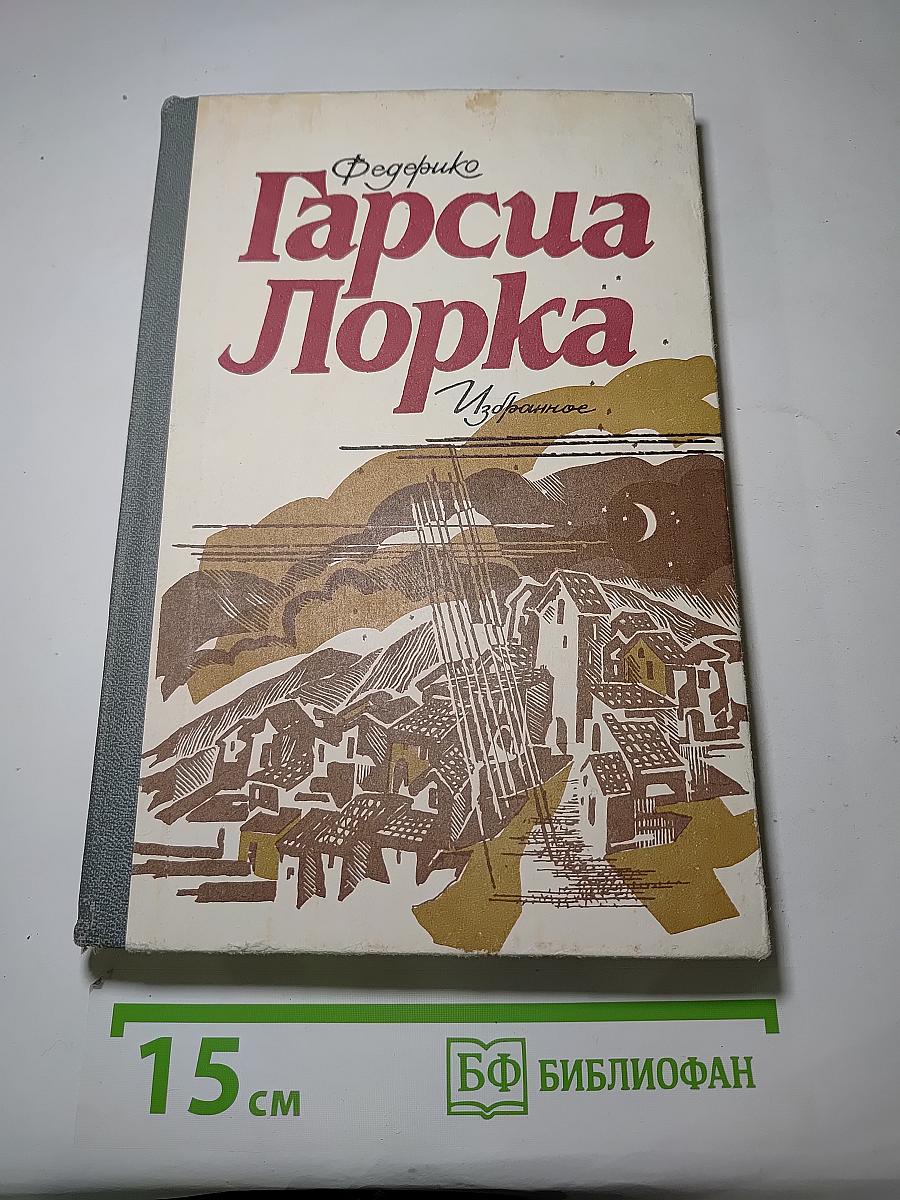 Федерико
Гарсиа
Лорка
Избранное
15 см
БФ БИБЛИОФАН